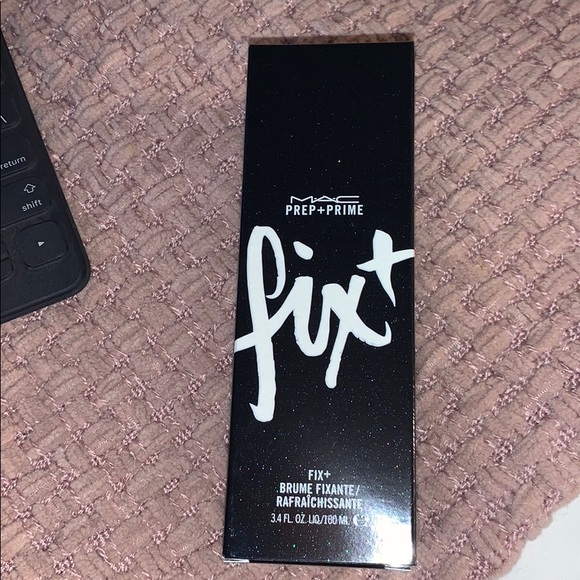 return
shift
MAC
PREP+PRIME
fix+
FIX+
BRUME FIXANTE/
RAFRAÎCHISSANTE
3.4 FL. OZ. LIQ/100 ML